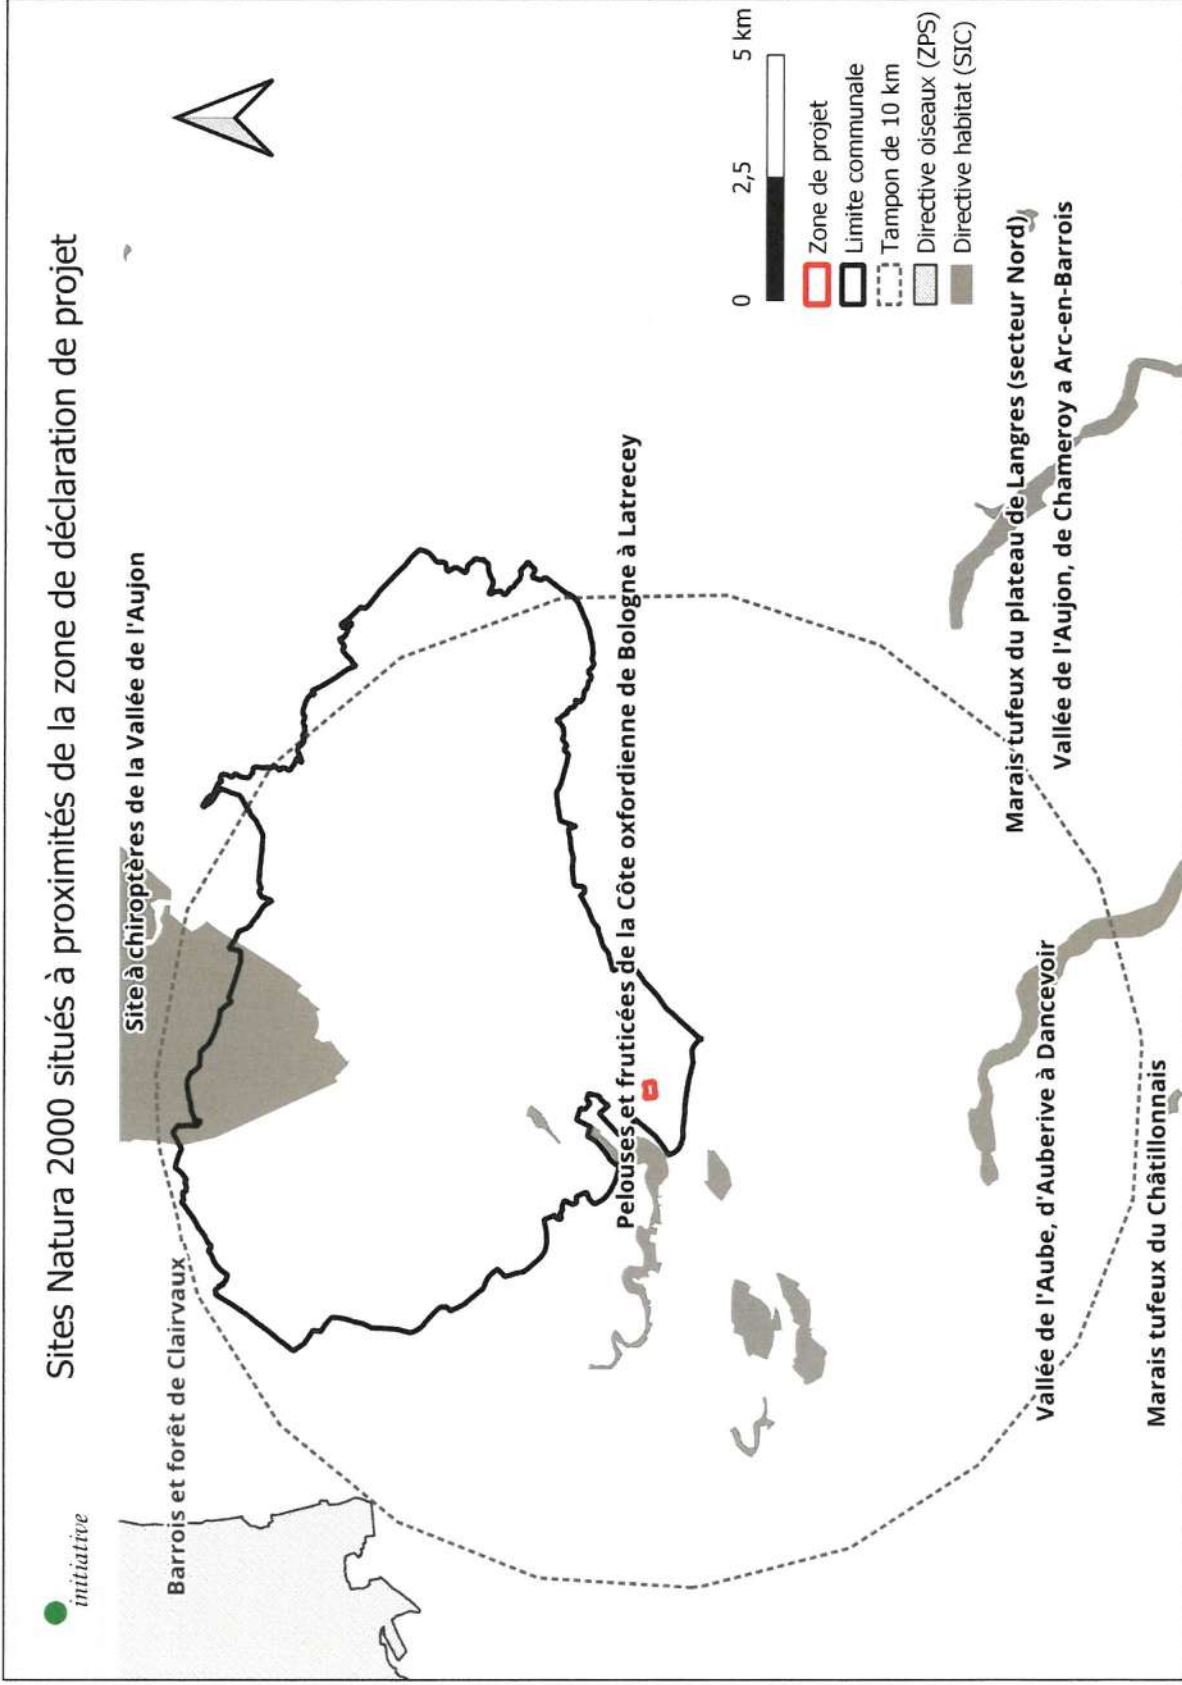 initiative
Sites Natura 2000 situés à proximités de la zone de déclaration de projet
Barrois et forêt de Clairvaux
Site à chiroptères de la Vallée de l'Aujon
Pelouses et fruticées de la Côte oxfordienne de Bologne à Latrecey
0 2,5 5 km
Zone de projet
Limite communale
Tampon de 10 km
Directive oiseaux (ZPS)
Directive habitat (SIC)
Marais tufeux du plateau de Langres (secteur Nord)
Vallée de l'Aujon, de Chameroy a Arc-en-Barrois
Vallée de l'Aube, d'Auberive à Dancevoir
Marais tufeux du Châtillonnais